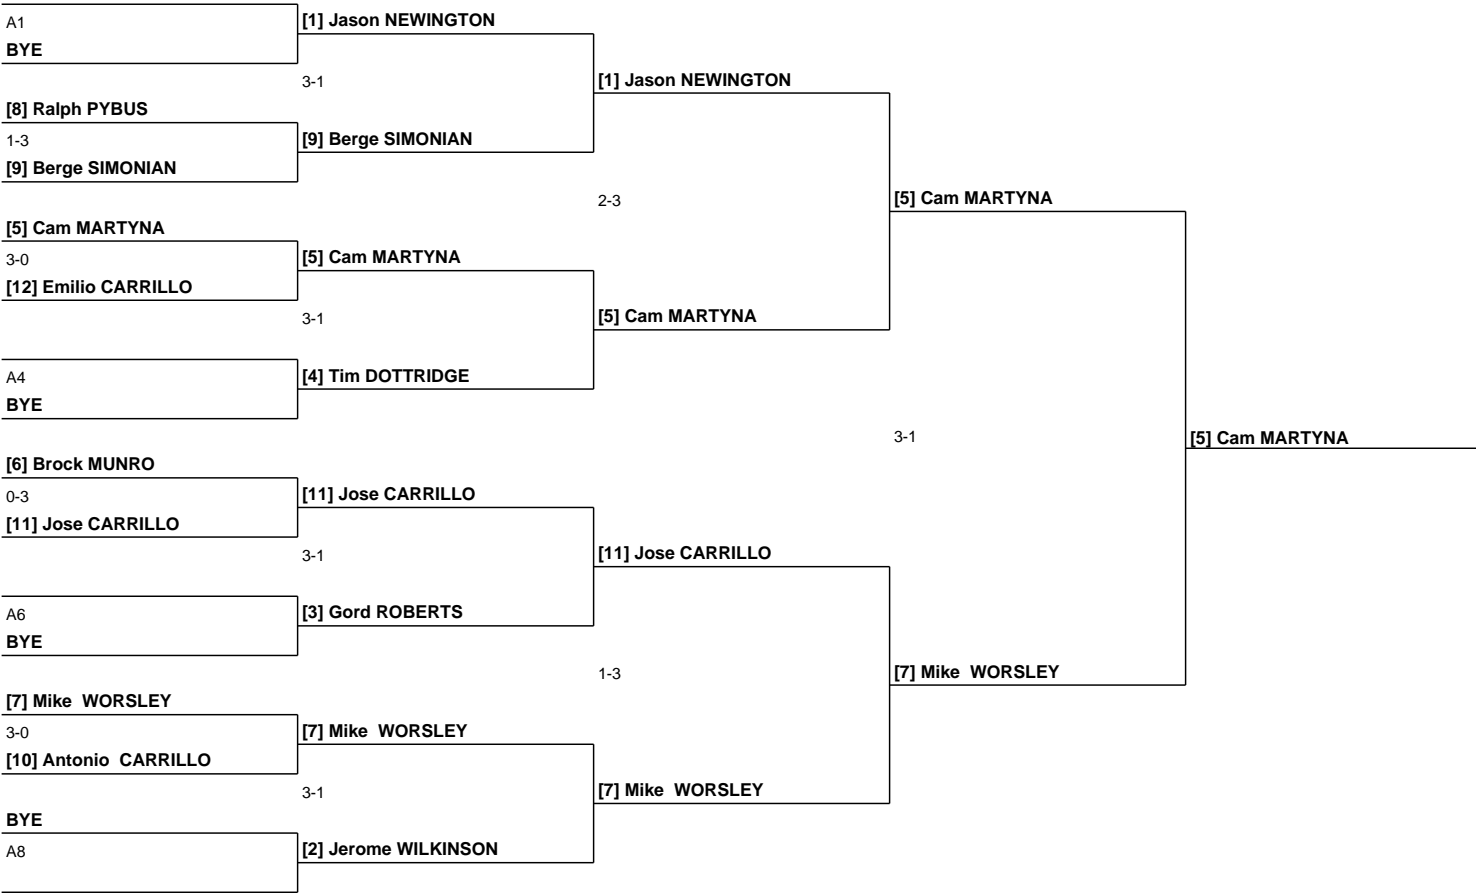 A1
BYE
[8] Ralph PYBUS
1-3
[9] Berge SIMONIAN
[5] Cam MARTYNA
3-0
[12] Emilio CARRILLO
A4
BYE
[6] Brock MUNRO
0-3
[11] Jose CARRILLO
A6
BYE
[7] Mike  WORSLEY
3-0
[10] Antonio  CARRILLO
BYE
A8
[1] Jason NEWINGTON
3-1
[9] Berge SIMONIAN
[5] Cam MARTYNA
3-1
[4] Tim DOTTRIDGE
[11] Jose CARRILLO
3-1
[3] Gord ROBERTS
[7] Mike  WORSLEY
3-1
[2] Jerome WILKINSON
[1] Jason NEWINGTON
2-3
[5] Cam MARTYNA
[11] Jose CARRILLO
1-3
[7] Mike  WORSLEY
[5] Cam MARTYNA
3-1
[7] Mike  WORSLEY
[5] Cam MARTYNA